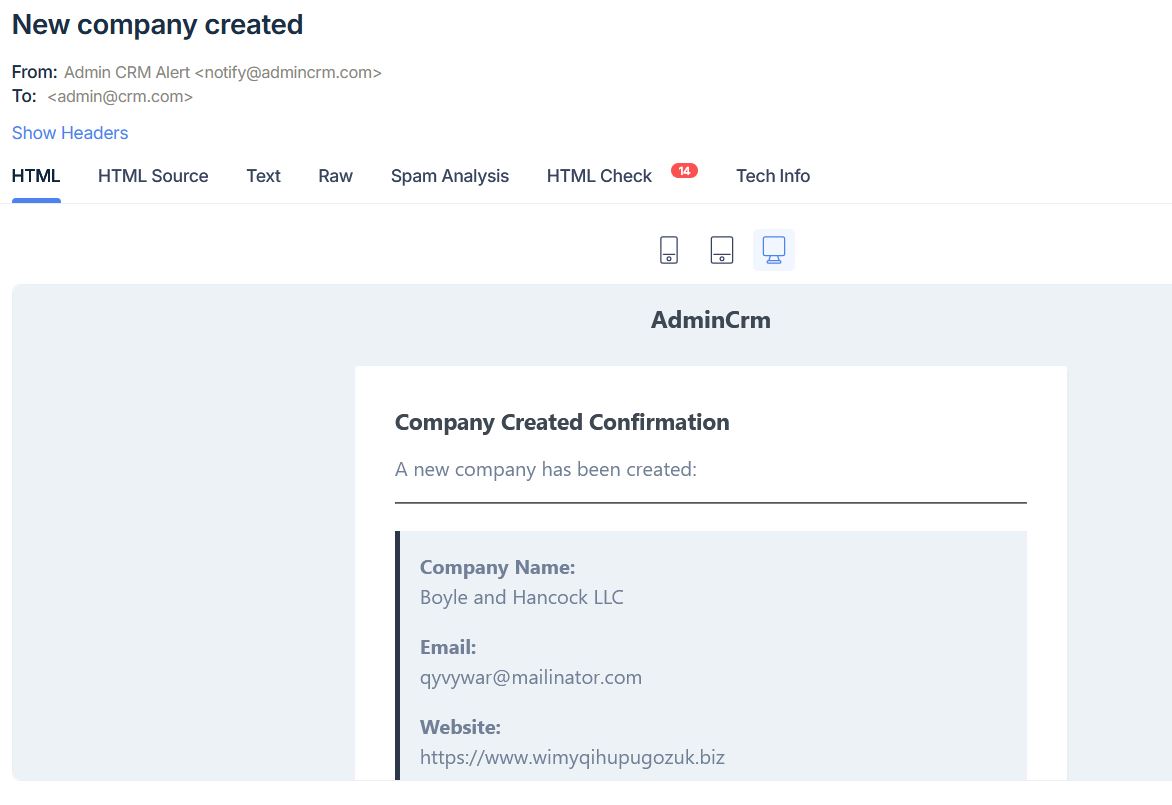 New company created
From: Admin CRM Alert <notify@admincrm.com>
To: <admin@crm.com>
Show Headers
HTML HTML Source Text Raw Spam Analysis HTML Check 14 Tech Info
AdminCrm
Company Created Confirmation
A new company has been created:
Company Name:
Boyle and Hancock LLC
Email:
qyvywar@mailinator.com
Website:
https://www.wimyqihupugozuk.biz